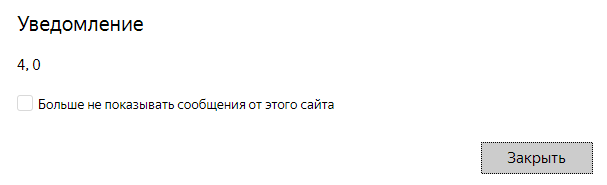 Уведомление
4, 0
Больше не показывать сообщения от этого сайта
Закрыть